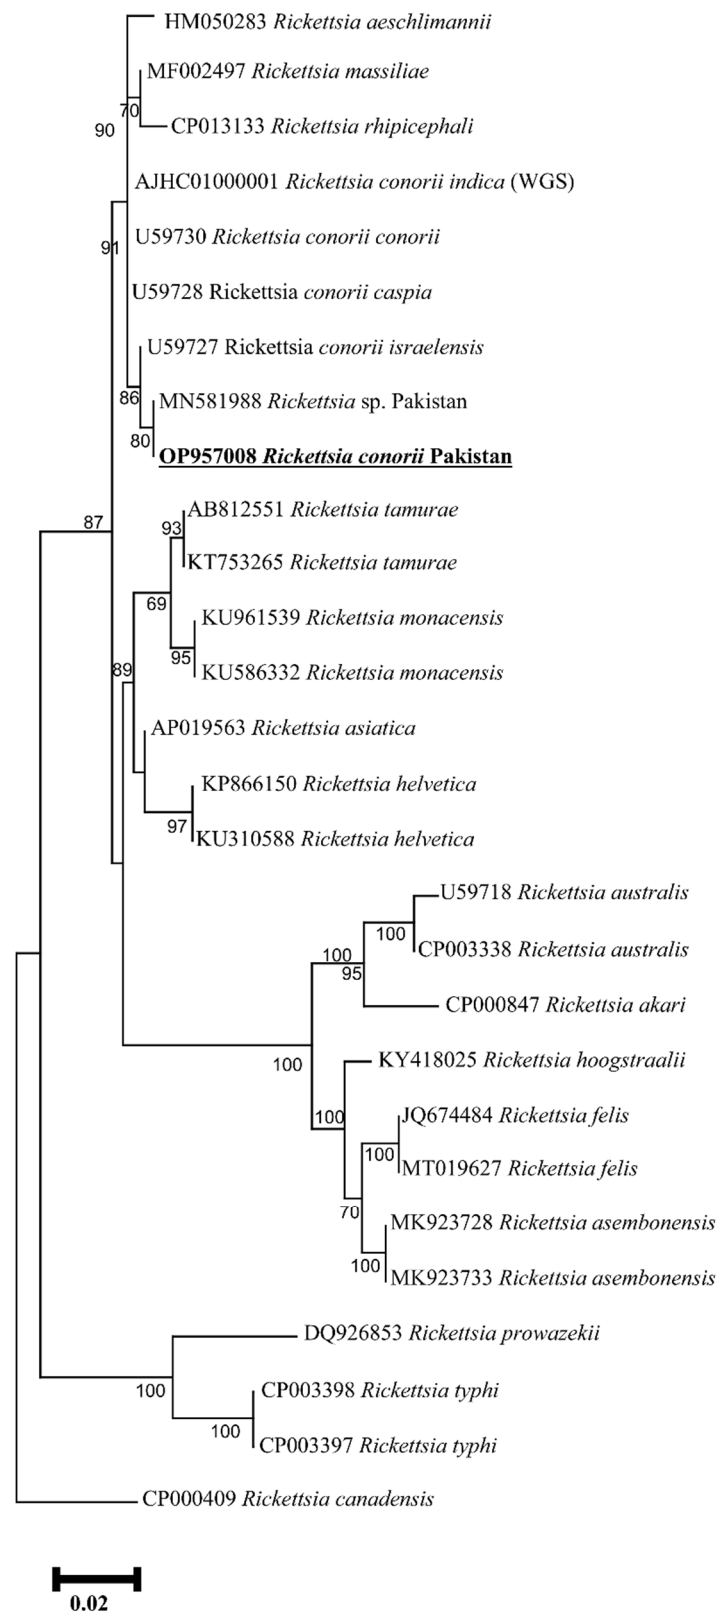 HM050283 Rickettsia aeschlimannii
MF002497 Rickettsia massiliae
70
CP013133 Rickettsia rhipicephali
90
AJHC01000001 Rickettsia conorii indica (WGS)
U59730 Rickettsia conorii conorii
91
U59728 Rickettsia conorii caspia
U59727 Rickettsia conorii israelensis
86
MN581988 Rickettsia sp. Pakistan
80
OP957008 Rickettsia conorii Pakistan
87
AB812551 Rickettsia tamurae
93
KT753265 Rickettsia tamurae
69
KU961539 Rickettsia monacensis
95
KU586332 Rickettsia monacensis
89
AP019563 Rickettsia asiatica
KP866150 Rickettsia helvetica
97
KU310588 Rickettsia helvetica
U59718 Rickettsia australis
100
CP003338 Rickettsia australis
100
95
CP000847 Rickettsia akari
100
KY418025 Rickettsia hoogstraalii
100
JQ674484 Rickettsia felis
100
MT019627 Rickettsia felis
70
MK923728 Rickettsia asembonensis
100
MK923733 Rickettsia asembonensis
DQ926853 Rickettsia prowazekii
100
CP003398 Rickettsia typhi
100
CP003397 Rickettsia typhi
CP000409 Rickettsia canadensis
0.02